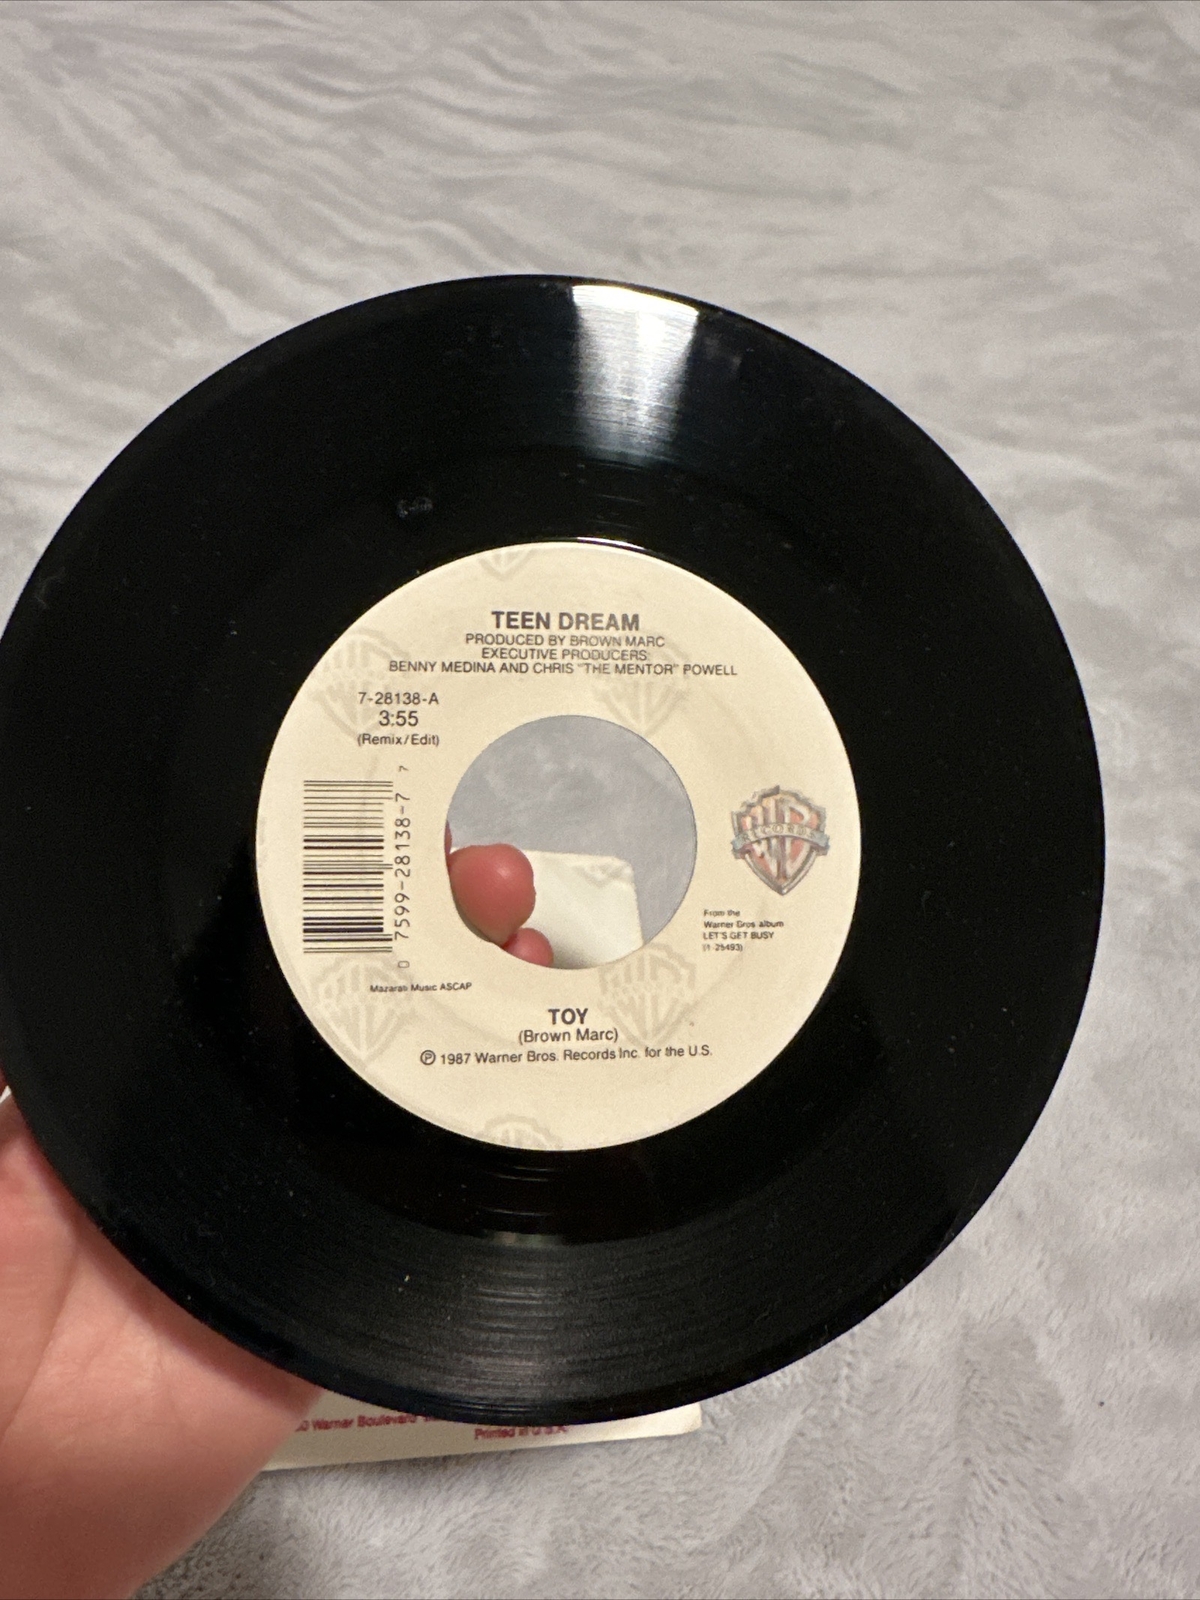 TEEN DREAM
PRODUCED BY BROWN MARC
EXECUTIVE PRODUCERS:
BENNY MEDINA AND CHRIS "THE MENTOR" POWELL
7-28138-A
3:55
(Remix/Edit)
0 7599-28138-7 7
RECORDS
From the
Warner Bros album
LET'S GET BUSY
(1-25493)
Mazarati Music ASCAP
TOY
(Brown Marc)
℗ 1987 Warner Bros. Records Inc. for the U.S.
Warner Boulevard
Printed in U.S.A.